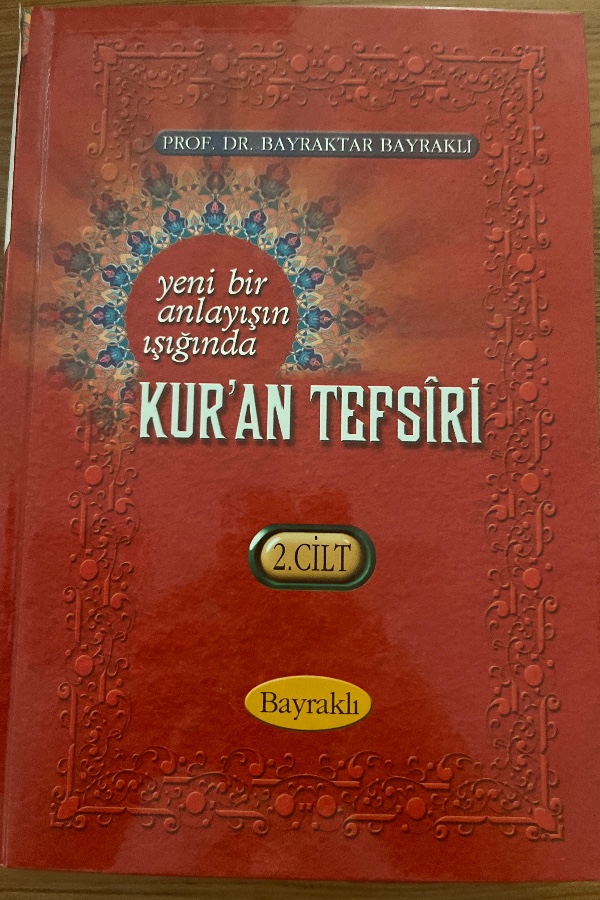 PROF. DR. BAYRAKTAR BAYRAKLI
yeni bir
anlayışın
ışığında
KUR'AN TEFSÎRİ
2.CİLT
Bayraklı